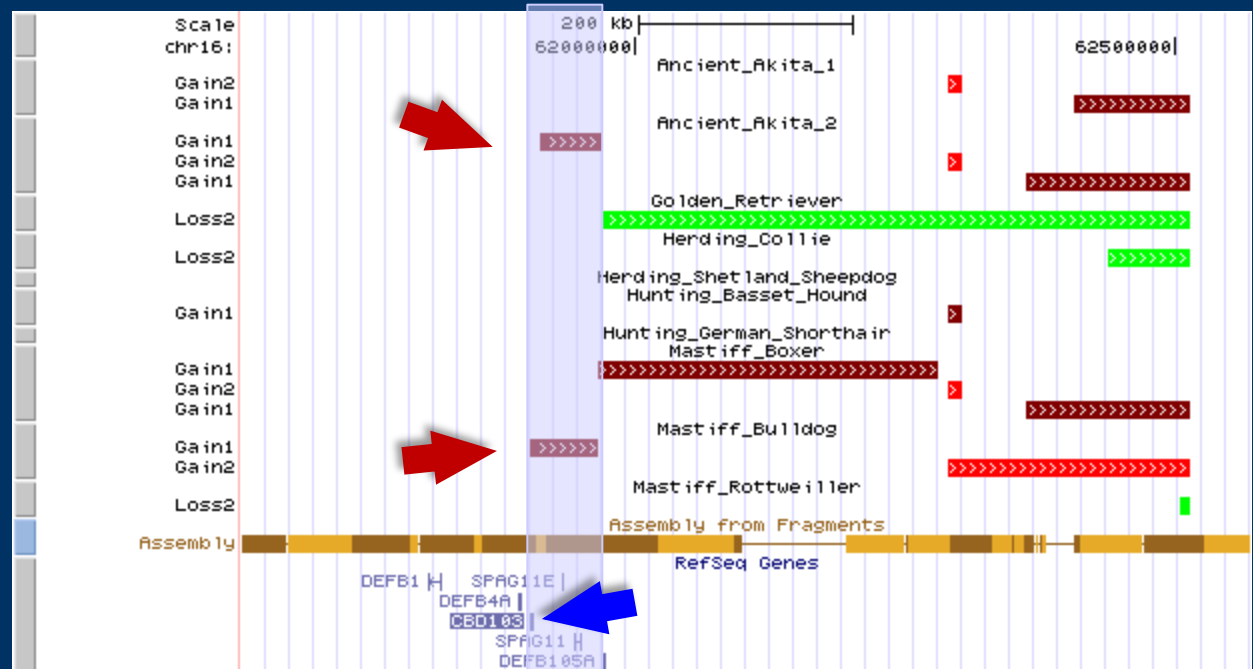 Scale 200 kb
chr16: 62000000| 62500000|
Ancient_Akita_1
Gain2
Gain1
Ancient_Akita_2
Gain1
Gain2
Gain1
Golden_Retriever
Loss2
Herding_Collie
Loss2
Herding_Shetland_Sheepdog
Hunting_Basset_Hound
Gain1
Hunting_German_Shorthair
Mastiff_Boxer
Gain1
Gain2
Gain1
Mastiff_Bulldog
Gain1
Gain2
Mastiff_Rottweiller
Loss2
Assembly from Fragments
Assembly
RefSeq Genes
DEFB1 SPAG11E
DEFB4A
CBD103
SPAG11
DEFB105A